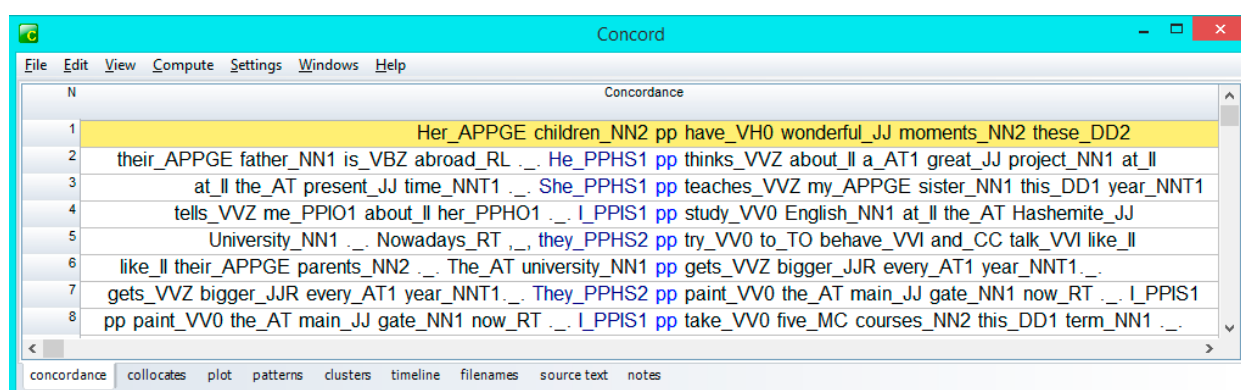 Concord
File Edit View Compute Settings Windows Help
N Concordance
1 Her_APPGE children_NN2 pp have_VH0 wonderful_JJ moments_NN2 these_DD2
2 their_APPGE father_NN1 is_VBZ abroad_RL ._. He_PPHS1 pp thinks_VVZ about_II a_AT1 great_JJ project_NN1 at_II
3 at_II the_AT present_JJ time_NNT1 ._. She_PPHS1 pp teaches_VVZ my_APPGE sister_NN1 this_DD1 year_NNT1
4 tells_VVZ me_PPIO1 about_II her_PPHO1 ._. I_PPIS1 pp study_VV0 English_NN1 at_II the_AT Hashemite_JJ
5 University_NN1 ._. Nowadays_RT ,_, they_PPHS2 pp try_VV0 to_TO behave_VVI and_CC talk_VVI like_II
6 like_II their_APPGE parents_NN2 ._. The_AT university_NN1 pp gets_VVZ bigger_JJR every_AT1 year_NNT1._.
7 gets_VVZ bigger_JJR every_AT1 year_NNT1._. They_PPHS2 pp paint_VV0 the_AT main_JJ gate_NN1 now_RT ._. I_PPIS1
8 pp paint_VV0 the_AT main_JJ gate_NN1 now_RT ._. I_PPIS1 pp take_VV0 five_MC courses_NN2 this_DD1 term_NN1 ._.
concordance collocates plot patterns clusters timeline filenames source text notes